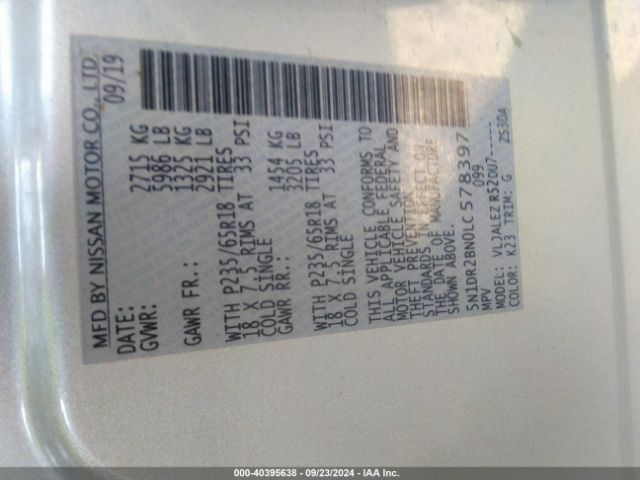 MFD BY NISSAN MOTOR CO., LTD.
DATE: 09/19
GVWR: 2715 KG
5986 LB
GAWR FR.: 1325 KG
2921 LB
WITH P235/65R18 TIRES
18 X 7.5 RIMS AT 33 PSI
COLD SINGLE
GAWR RR.: 1454 KG
3205 LB
WITH P235/65R18 TIRES
18 X 7.5 RIMS AT 33 PSI
COLD SINGLE
THIS VEHICLE CONFORMS TO
ALL APPLICABLE FEDERAL
MOTOR VEHICLE SAFETY AND
THEFT PREVENTION
STANDARDS IN EFFECT ON
THE DATE OF MANUFACTURE
SHOWN ABOVE.
5N1DR2BN0LC578397
MPV 099
MODEL: VLJALEZ R52DU7-----
COLOR: K23 TRIM: G ZS30A
COPART - 40395638 - 09/23/2024 - IAA Inc.